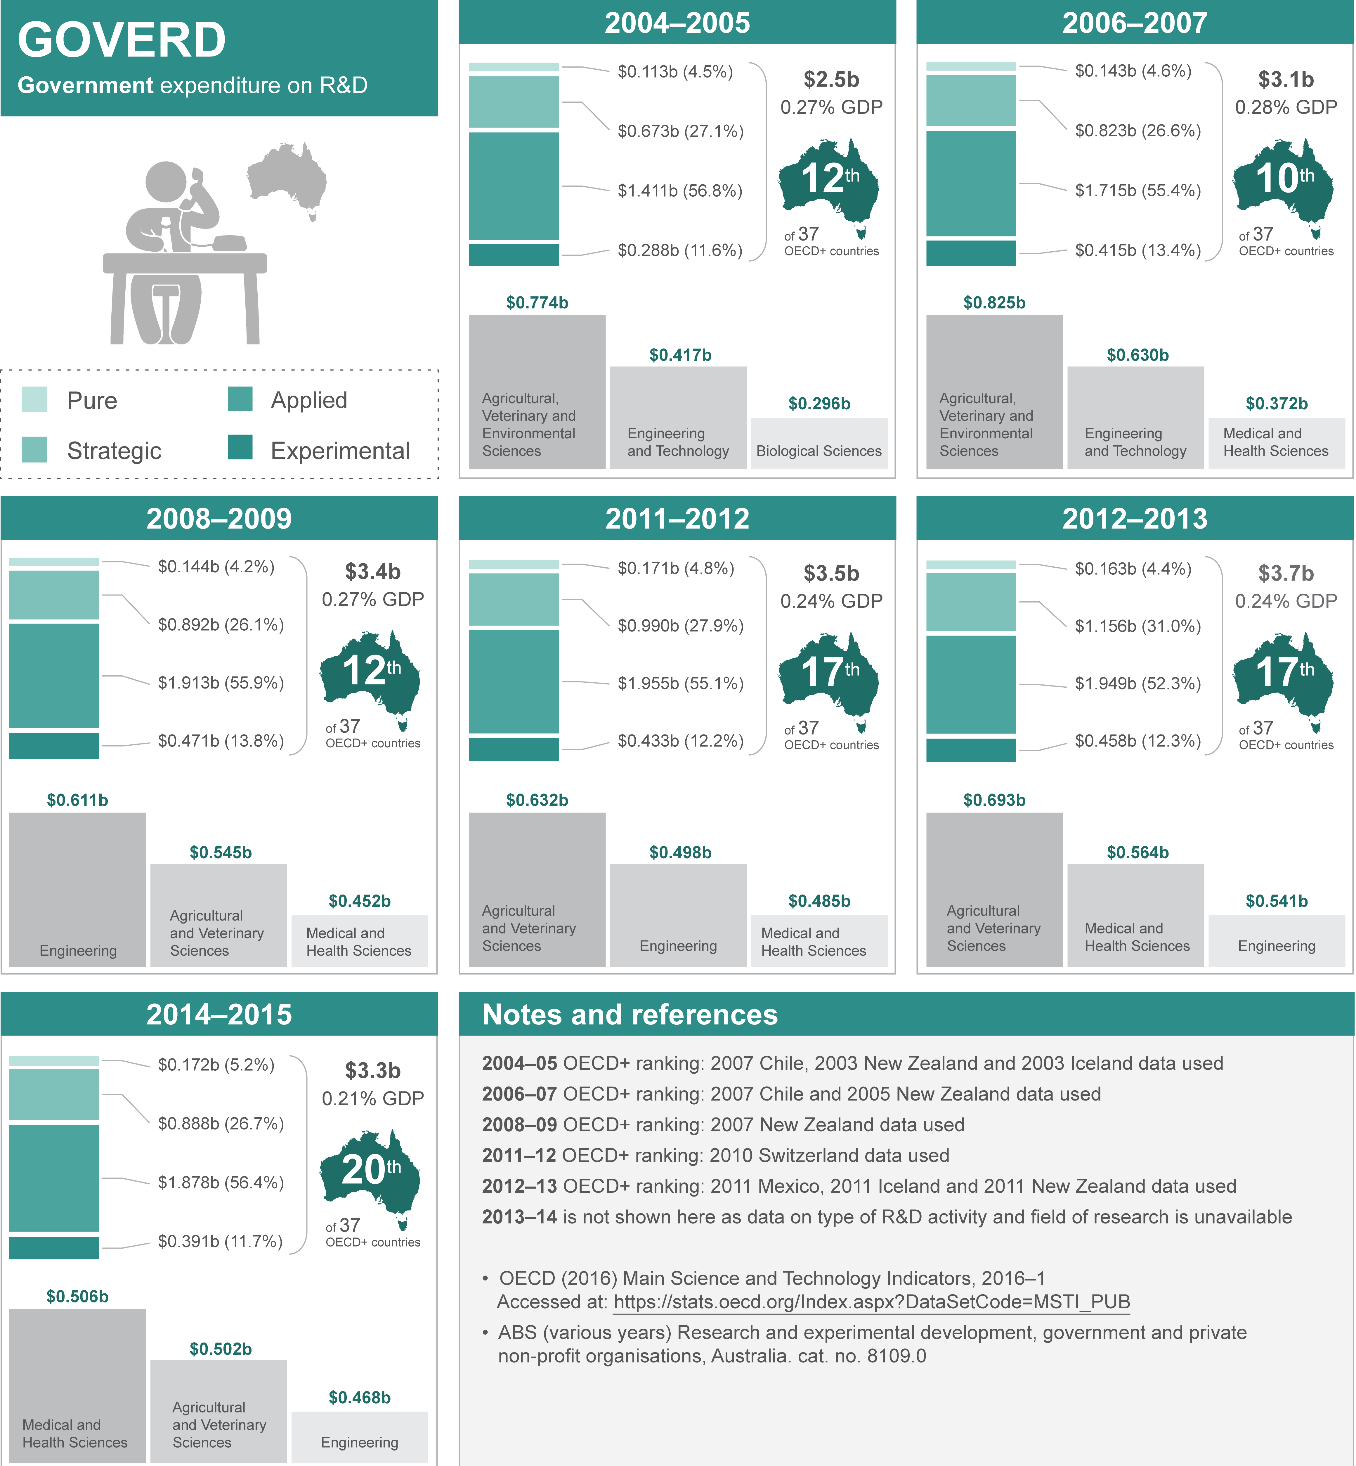 GOVERD
Government expenditure on R&D
Pure
Applied
Strategic
Experimental
2004–2005
$0.113b (4.5%)
$0.673b (27.1%)
$1.411b (56.8%)
$0.288b (11.6%)
$2.5b
0.27% GDP
12th
of 37
OECD+ countries
$0.774b
Agricultural,
Veterinary and
Environmental
Sciences
$0.417b
Engineering
and Technology
$0.296b
Biological Sciences
2006–2007
$0.143b (4.6%)
$0.823b (26.6%)
$1.715b (55.4%)
$0.415b (13.4%)
$3.1b
0.28% GDP
10th
of 37
OECD+ countries
$0.825b
Agricultural,
Veterinary and
Environmental
Sciences
$0.630b
Engineering
and Technology
$0.372b
Medical and
Health Sciences
2008–2009
$0.144b (4.2%)
$0.892b (26.1%)
$1.913b (55.9%)
$0.471b (13.8%)
$3.4b
0.27% GDP
12th
of 37
OECD+ countries
$0.611b
Engineering
$0.545b
Agricultural
and Veterinary
Sciences
$0.452b
Medical and
Health Sciences
2011–2012
$0.171b (4.8%)
$0.990b (27.9%)
$1.955b (55.1%)
$0.433b (12.2%)
$3.5b
0.24% GDP
17th
of 37
OECD+ countries
$0.632b
Agricultural
and Veterinary
Sciences
$0.498b
Engineering
$0.485b
Medical and
Health Sciences
2012–2013
$0.163b (4.4%)
$1.156b (31.0%)
$1.949b (52.3%)
$0.458b (12.3%)
$3.7b
0.24% GDP
17th
of 37
OECD+ countries
$0.693b
Agricultural
and Veterinary
Sciences
$0.564b
Medical and
Health Sciences
$0.541b
Engineering
2014–2015
$0.172b (5.2%)
$0.888b (26.7%)
$1.878b (56.4%)
$0.391b (11.7%)
$3.3b
0.21% GDP
20th
of 37
OECD+ countries
$0.506b
Medical and
Health Sciences
$0.502b
Agricultural
and Veterinary
Sciences
$0.468b
Engineering
Notes and references
2004–05 OECD+ ranking: 2007 Chile, 2003 New Zealand and 2003 Iceland data used
2006–07 OECD+ ranking: 2007 Chile and 2005 New Zealand data used
2008–09 OECD+ ranking: 2007 New Zealand data used
2011–12 OECD+ ranking: 2010 Switzerland data used
2012–13 OECD+ ranking: 2011 Mexico, 2011 Iceland and 2011 New Zealand data used
2013–14 is not shown here as data on type of R&D activity and field of research is unavailable
• OECD (2016) Main Science and Technology Indicators, 2016–1
Accessed at: https://stats.oecd.org/Index.aspx?DataSetCode=MSTI_PUB
• ABS (various years) Research and experimental development, government and private
non-profit organisations, Australia. cat. no. 8109.0